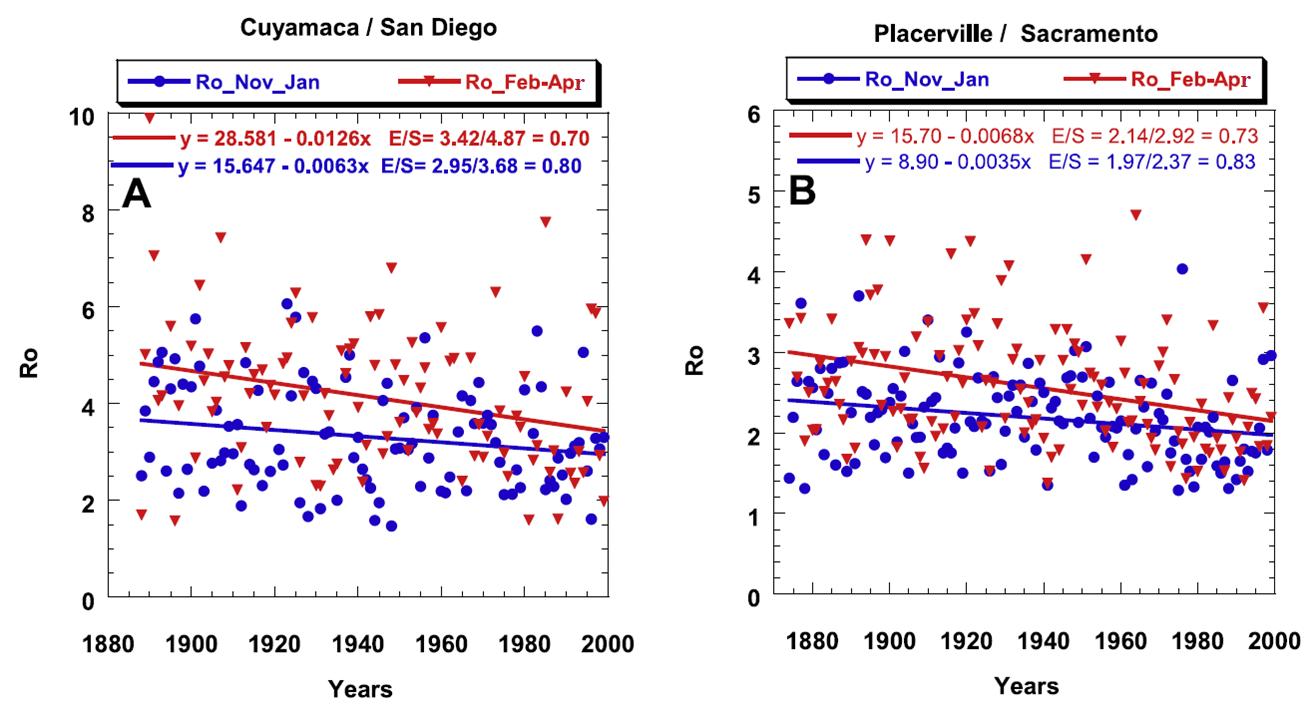 Cuyamaca / San Diego
Ro_Nov_Jan Ro_Feb-Apr
y = 28.581 - 0.0126x E/S= 3.42/4.87 = 0.70
y = 15.647 - 0.0063x E/S= 2.95/3.68 = 0.80
A
10
8
6
4
2
0
Ro
1880 1900 1920 1940 1960 1980 2000
Years
Placerville / Sacramento
Ro_Nov_Jan Ro_Feb-Apr
y = 15.70 - 0.0068x E/S = 2.14/2.92 = 0.73
y = 8.90 - 0.0035x E/S = 1.97/2.37 = 0.83
B
6
5
4
3
2
1
0
Ro
1880 1900 1920 1940 1960 1980 2000
Years